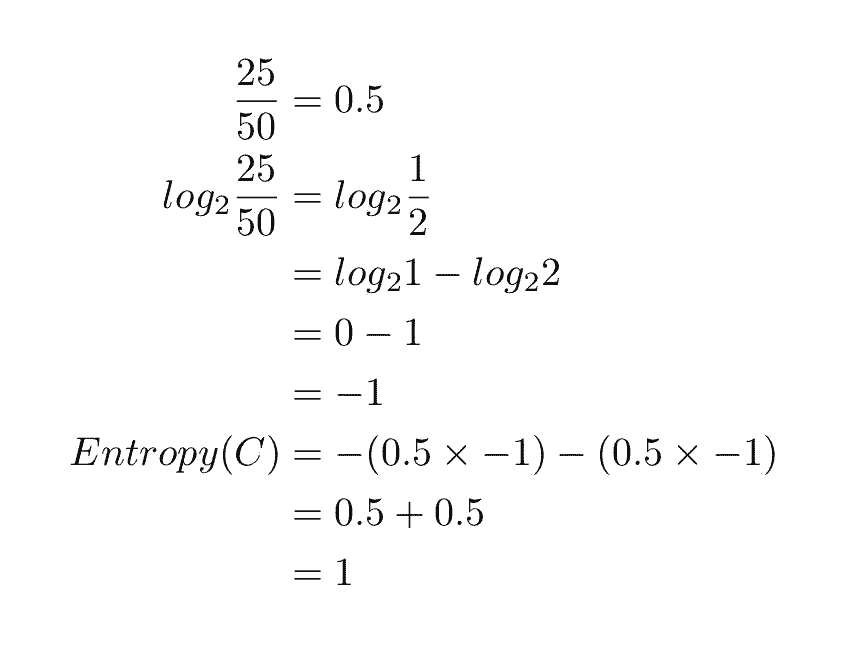 25/50 = 0.5
log₂ 25/50 = log₂ 1/2
= log₂1 − log₂2
= 0 − 1
= −1
Entropy(C) = −(0.5 × −1) − (0.5 × −1)
= 0.5 + 0.5
= 1